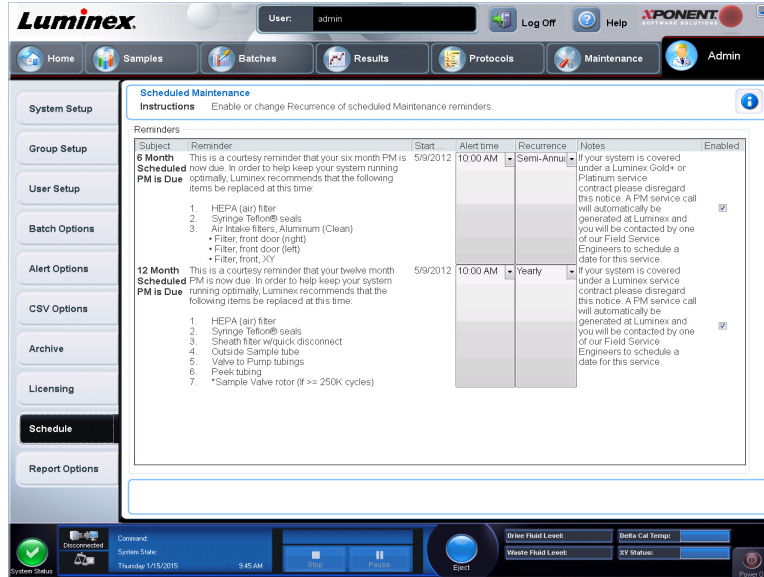 Luminex.
User: admin
Log Off
Help
XPONENT
SOFTWARE SOLUTIONS
Home
Samples
Batches
Results
Protocols
Maintenance
Admin
System Setup
Group Setup
User Setup
Batch Options
Alert Options
CSV Options
Archive
Licensing
Schedule
Report Options
Scheduled Maintenance
Instructions Enable or change Recurrence of scheduled Maintenance reminders.
Reminders
Subject Reminder Start ... Alert time Recurrence Notes Enabled
6 Month
Scheduled
PM is Due
This is a courtesy reminder that your six month PM is
now due. In order to help keep your system running
optimally, Luminex recommends that the following
items be replaced at this time:
1. HEPA (air) filter
2. Syringe Teflon® seals
3. Air Intake filters, Aluminum (Clean)
• Filter, front door (right)
• Filter, front door (left)
• Filter, front, XY
5/9/2012
10:00 AM
Semi-Annua
If your system is covered
under a Luminex Gold+ or
Platinum service
contract please disregard
this notice. A PM service call
will automatically be
generated at Luminex and
you will be contacted by one
of our Field Service
Engineers to schedule a
date for this service.
12 Month
Scheduled
PM is Due
This is a courtesy reminder that your twelve month
PM is now due. In order to help keep your system
running optimally, Luminex recommends that the
following items be replaced at this time:
1. HEPA (air) filter
2. Syringe Teflon® seals
3. Sheath filter w/quick disconnect
4. Outside Sample tube
5. Valve to Pump tubings
6. Peek tubing
7. *Sample Valve rotor (If >= 250K cycles)
5/9/2012
10:00 AM
Yearly
If your system is covered
under a Luminex service
contract please disregard
this notice. A PM service call
will automatically be
generated at Luminex and
you will be contacted by one
of our Field Service
Engineers to schedule a
date for this service.
System Status
Disconnected
Command:
System State:
Thursday 1/15/2015 9:45 AM
Stop
Pause
Eject
Drive Fluid Level:
Waste Fluid Level:
Delta Cal Temp:
XY Status:
Power O